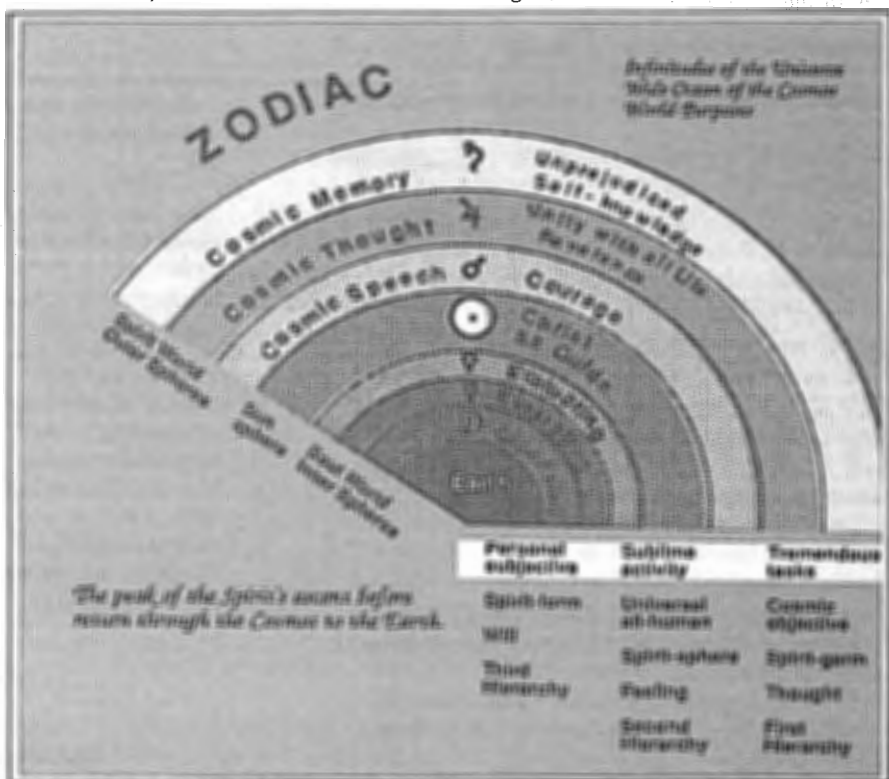 Infinitudes of the Universe
Wide Ocean of the Cosmos
World Purpose
ZODIAC
Cosmic Memory
♄
Unprejudiced
Self-knowledge
Cosmic Thought
♃
Unity with all Life
Reverence
Cosmic Speech
♂
Courage
Christ
as Guide
Spirit World
Outer Spheres
Sun
sphere
Soul World
Inner Spheres
Personal
subjective
Sublime
activity
Tremendous
tasks
The peak of the Spirit's ascent before
return through the Cosmos to the Earth.
Spirit-form
Will
Third
Hierarchy
Universal
all-human
Spirit-sphere
Feeling
Second
Hierarchy
Cosmic
objective
Spirit-germ
Thought
First
Hierarchy